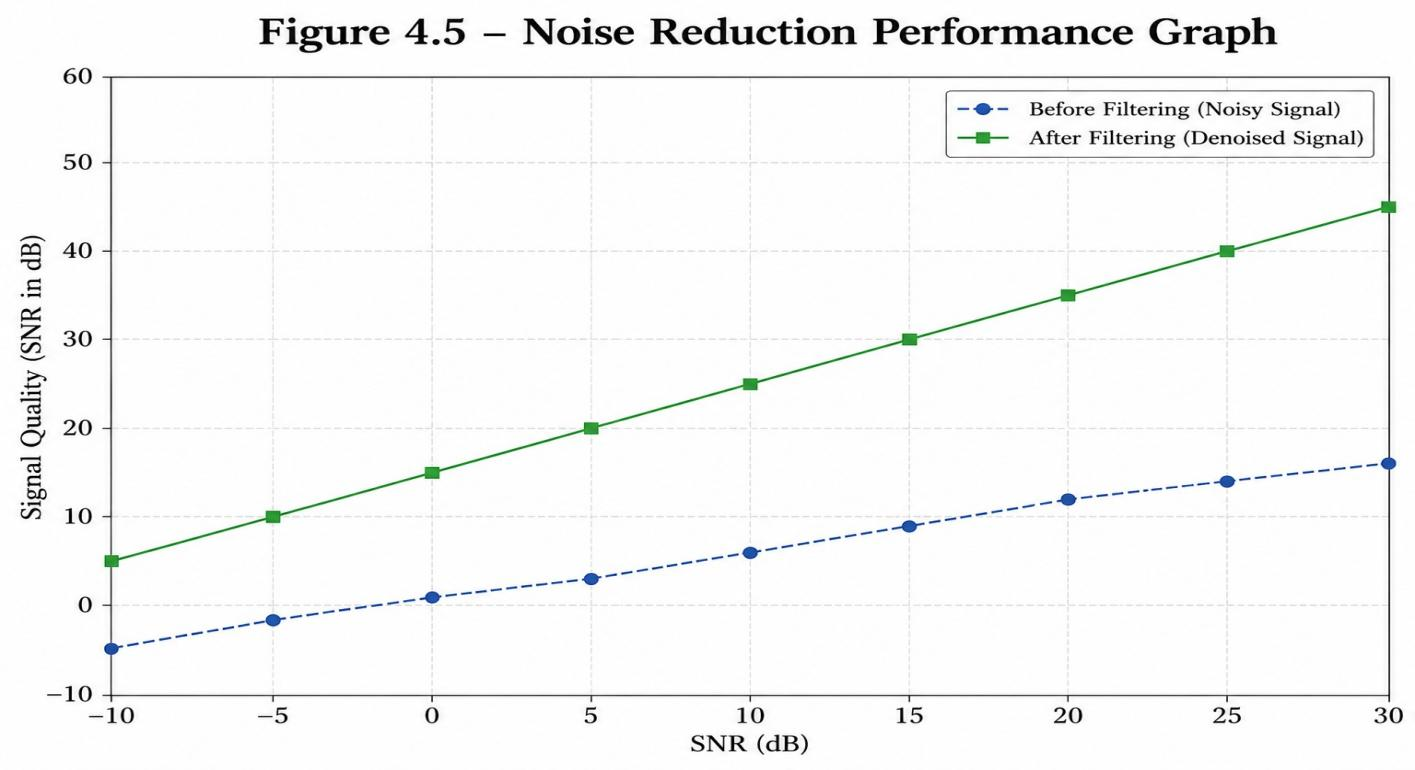 Figure 4.5 – Noise Reduction Performance Graph
Before Filtering (Noisy Signal)
After Filtering (Denoised Signal)
Signal Quality (SNR in dB)
60
50
40
30
20
10
0
−10
−10 −5 0 5 10 15 20 25 30
SNR (dB)